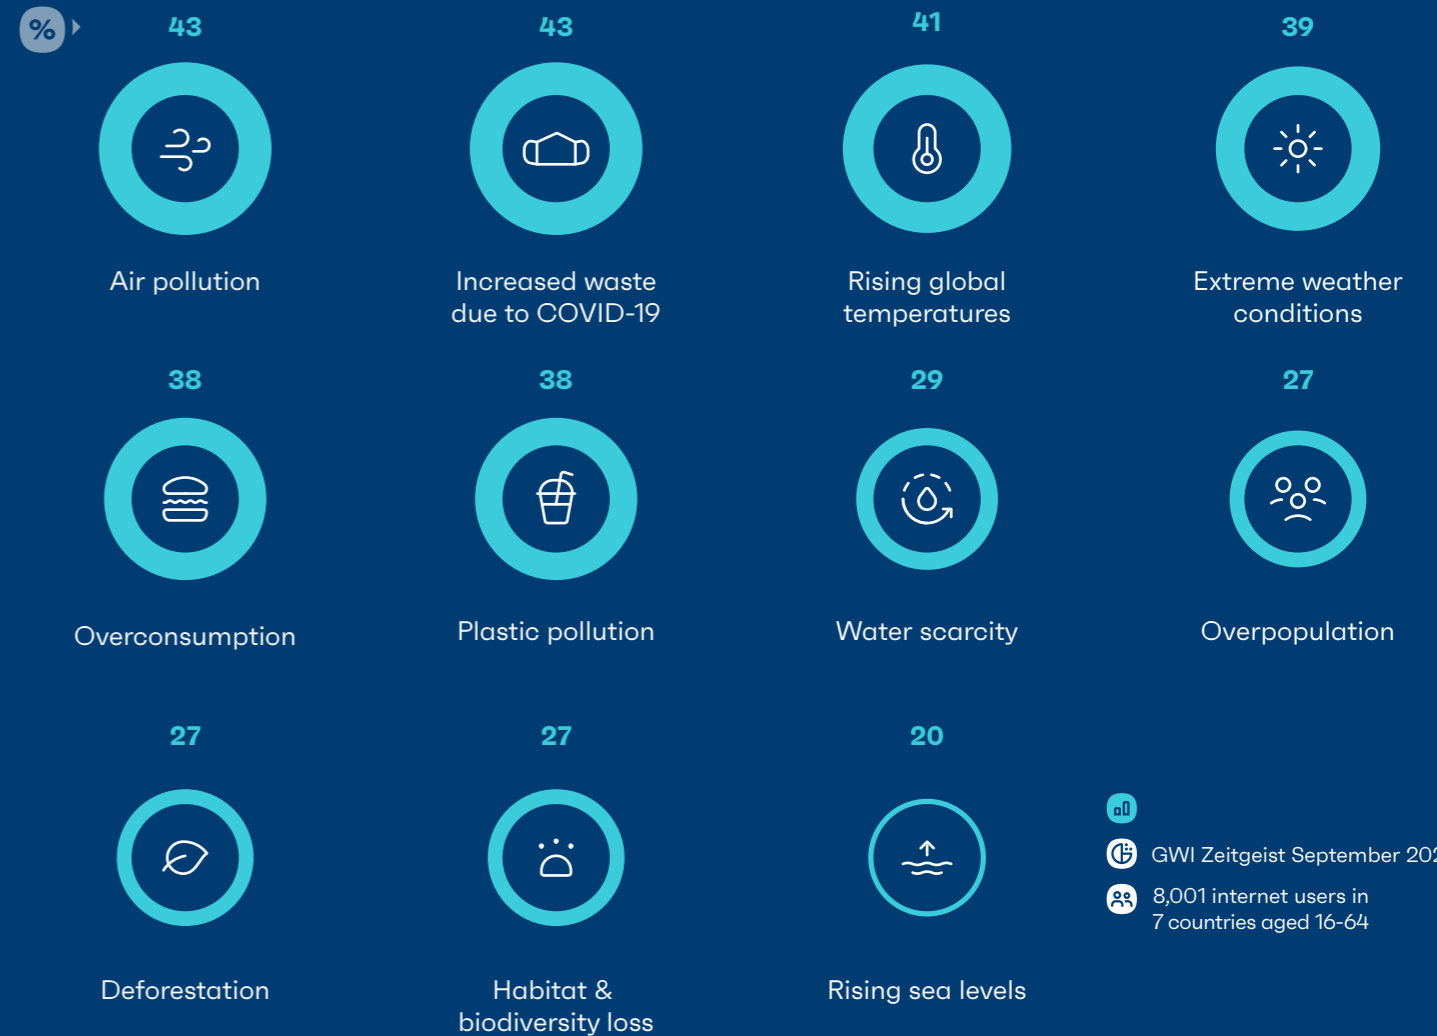 %
43
43
41
39
Air pollution
Increased waste
due to COVID-19
Rising global
temperatures
Extreme weather
conditions
38
38
29
27
Overconsumption
Plastic pollution
Water scarcity
Overpopulation
27
27
20
Deforestation
Habitat &
biodiversity loss
Rising sea levels
GWI Zeitgeist September
8,001 internet users in
7 countries aged 16-64